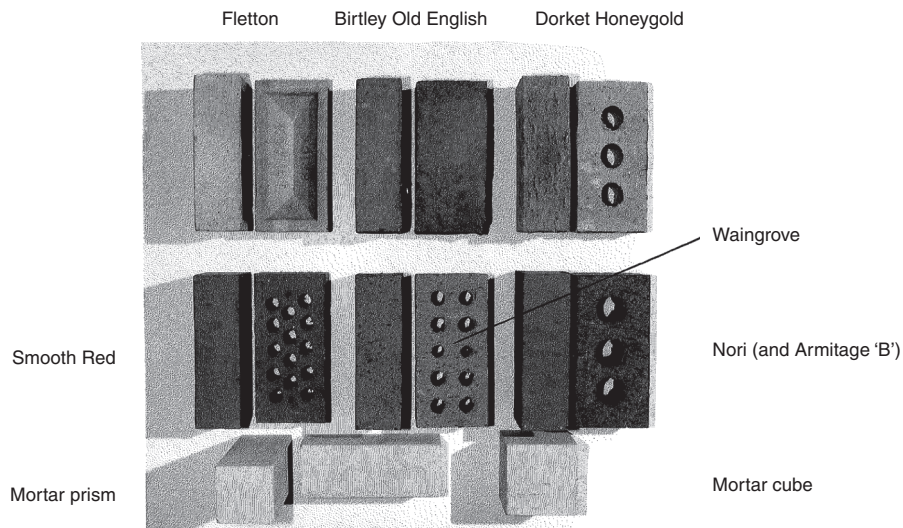 Fletton
Birtley Old English
Dorket Honeygold
Waingrove
Smooth Red
Nori (and Armitage ‘B’)
Mortar prism
Mortar cube